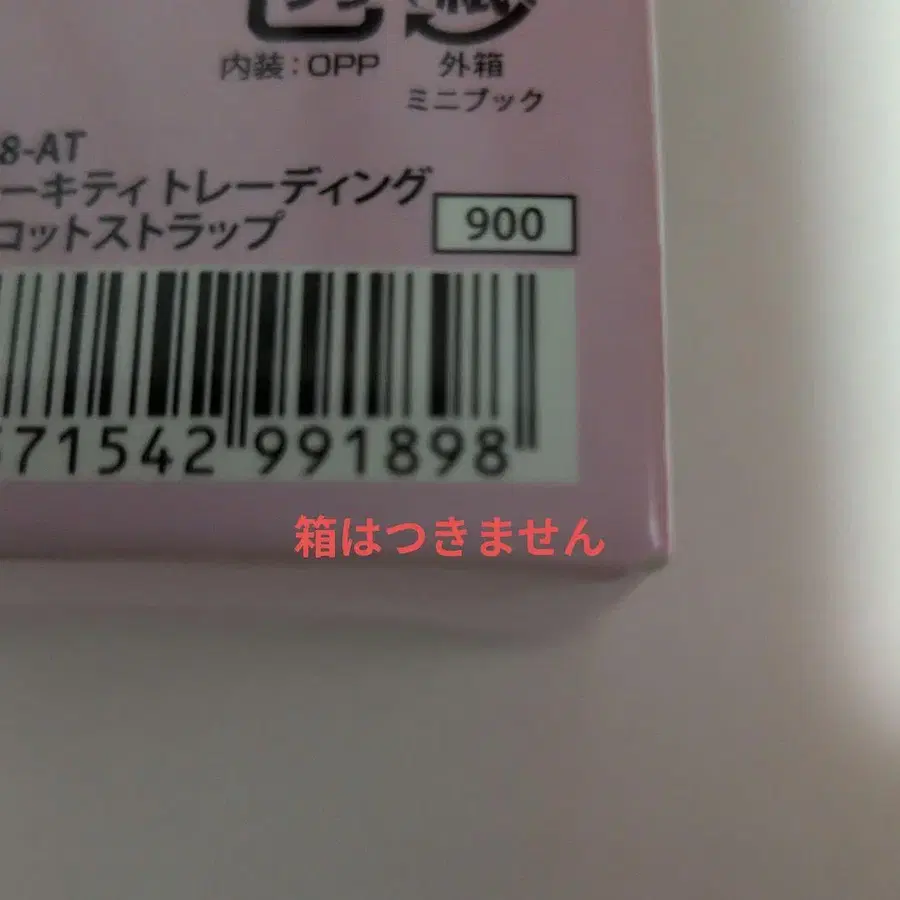 内装：OPP 外箱
ミニブック
8-AT
ーキティ トレーディング
コットストラップ 900
571542 991898
箱はつきません